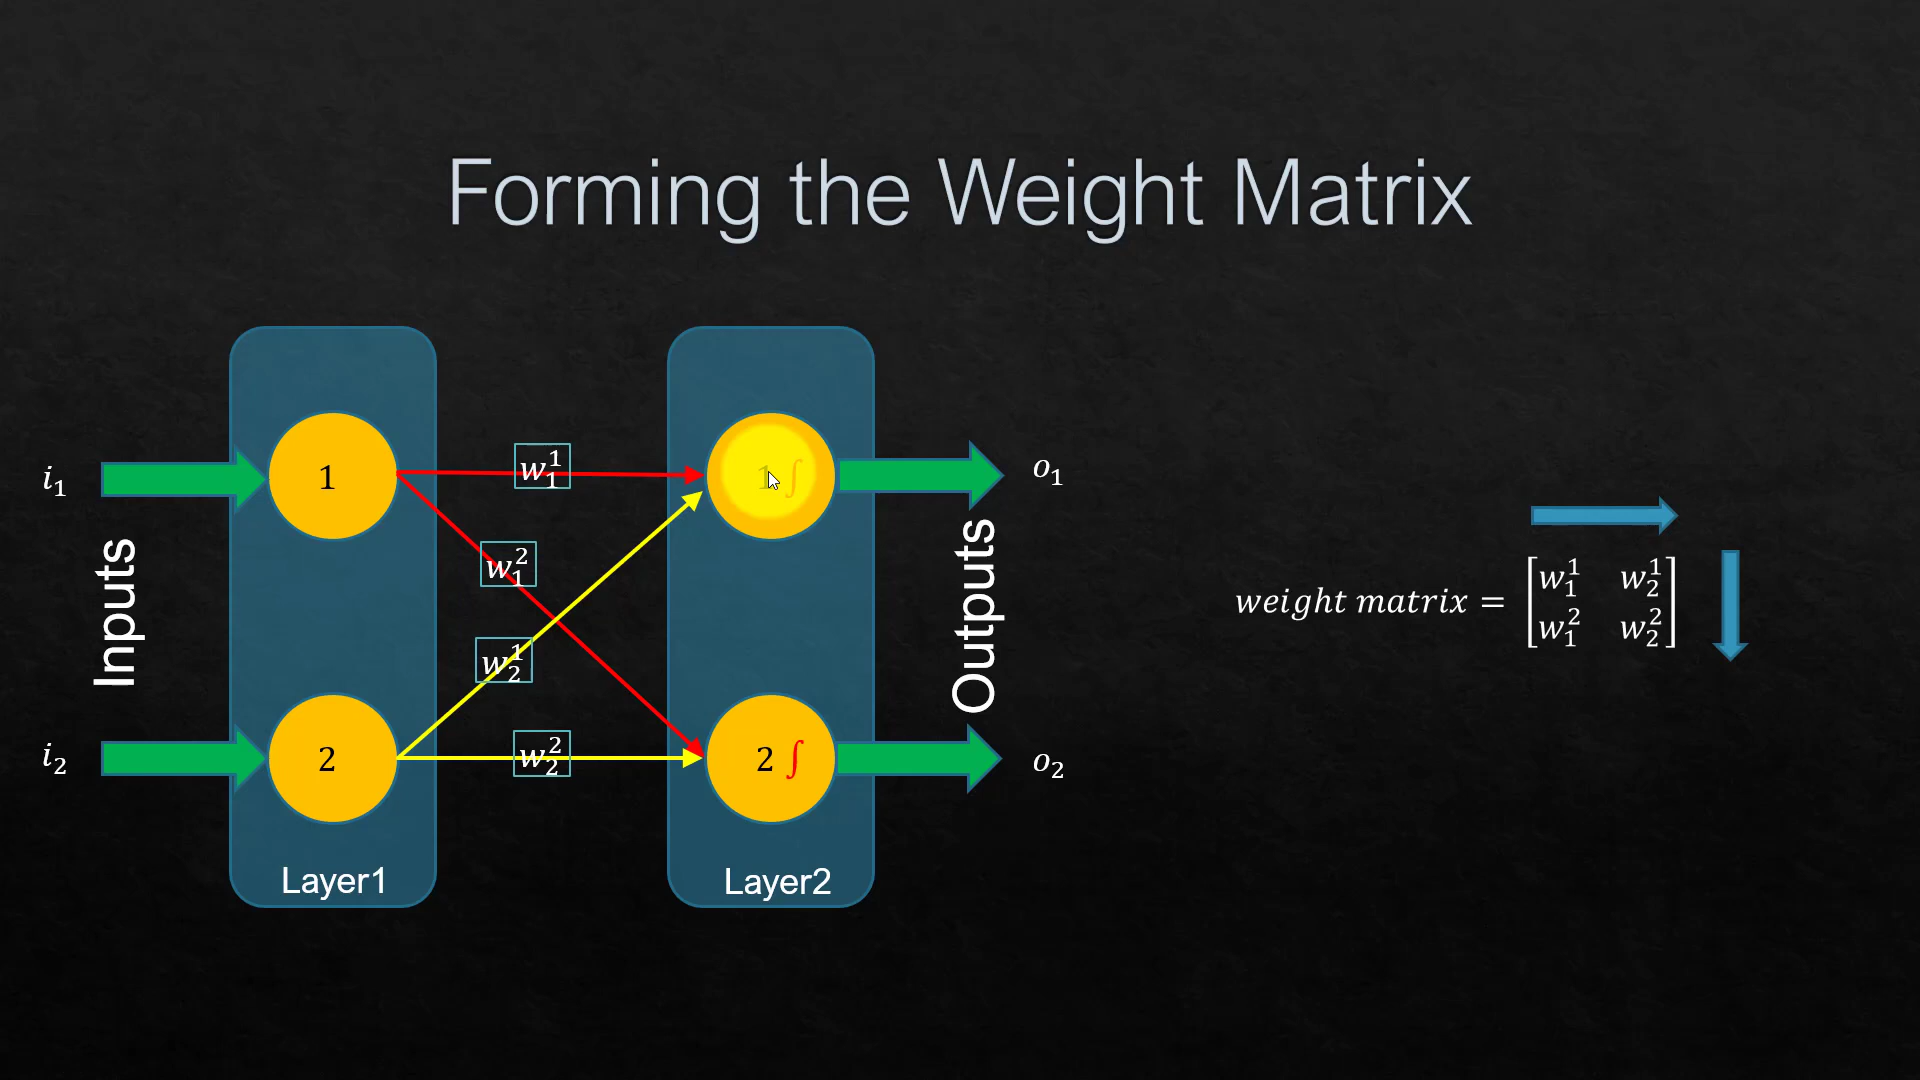 Forming the Weight Matrix
i₁
Inputs
i₂
1
2
Layer1
w₁¹
w₁²
w₂¹
w₂²
1 ∫
2 ∫
Layer2
Outputs
o₁
o₂
weight matrix = [w₁¹ w₂¹
w₁² w₂²]